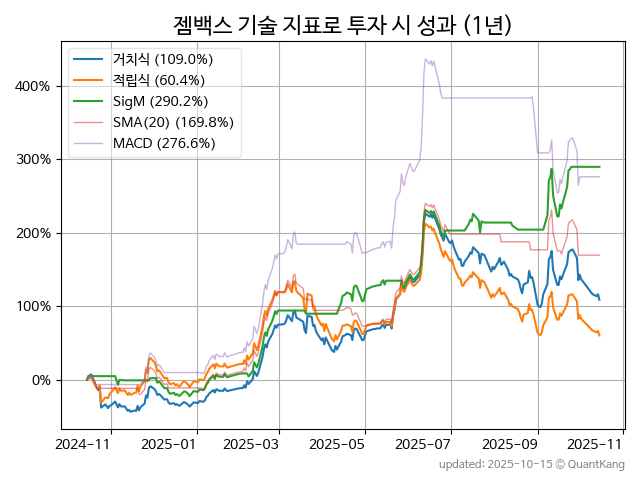 젬백스 기술 지표로 투자 시 성과 (1년)
거치식 (109.0%)
적립식 (60.4%)
SigM (290.2%)
SMA(20) (169.8%)
MACD (276.6%)
400%
300%
200%
100%
0%
2024-11 2025-01 2025-03 2025-05 2025-07 2025-09 2025-11
updated: 2025-10-15 © QuantKang